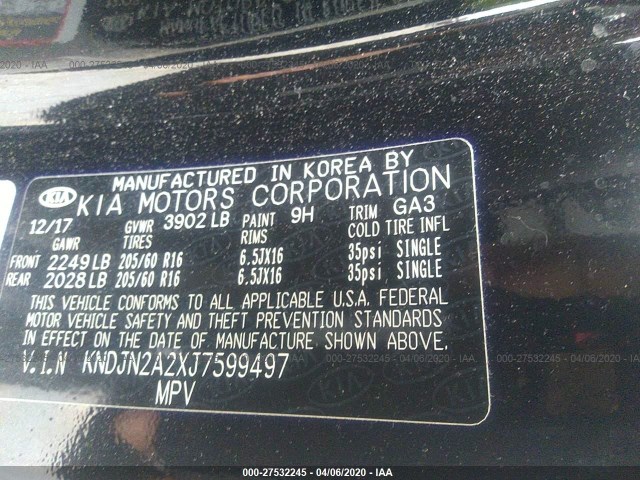 MANUFACTURED IN KOREA BY
KIA KIA MOTORS CORPORATION
12/17 GVWR 3902 LB PAINT 9H TRIM GA3
GAWR TIRES RIMS COLD TIRE INFL
FRONT 2249 LB 205/60 R16 6.5JX16 35psi SINGLE
REAR 2028 LB 205/60 R16 6.5JX16 35psi SINGLE
THIS VEHICLE CONFORMS TO ALL APPLICABLE U.S.A. FEDERAL
MOTOR VEHICLE SAFETY AND THEFT PREVENTION STANDARDS
IN EFFECT ON THE DATE OF MANUFACTURE SHOWN ABOVE.
V.I.N KNDJN2A2XJ7599497
MPV
000-27532245 - 04/06/2020 - IAA